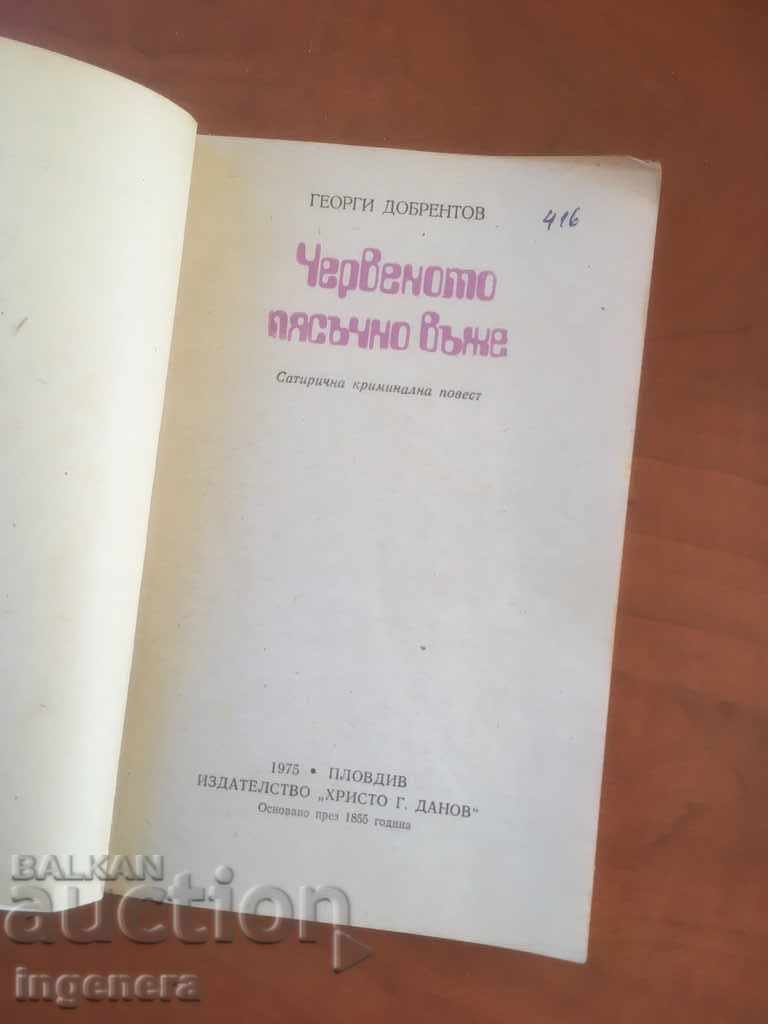 ГЕОРГИ ДОБРЕНТОВ
416
Червеното
пясъчно въже
Сатирична криминална повест
1975 • ПЛОВДИВ
ИЗДАТЕЛСТВО „ХРИСТО Г. ДАНОВ“
Основано през 1855 година
BALKAN
auction
ingenera